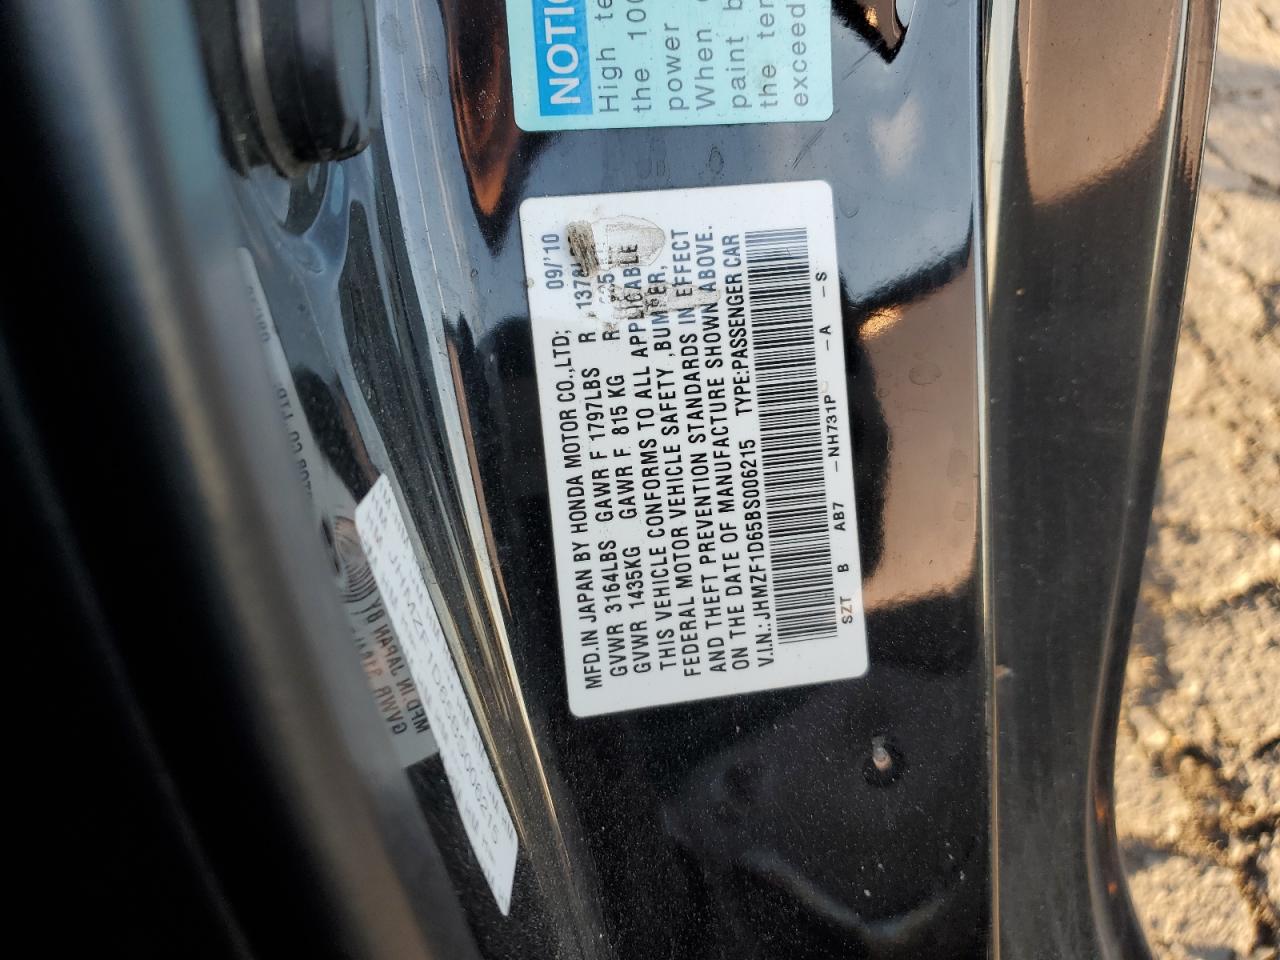 MFD.IN JAPAN BY HONDA MOTOR CO.,LTD; 09/'10
GVWR 3164LBS GAWR F 1797LBS R
GVWR 1435KG GAWR F 815 KG R
THIS VEHICLE CONFORMS TO ALL APPLICABLE
FEDERAL MOTOR VEHICLE SAFETY ,BUMPER,
AND THEFT PREVENTION STANDARDS IN EFFECT
ON THE DATE OF MANUFACTURE SHOWN ABOVE.
V.I.N.: JHMZF1D65BS006215 TYPE:PASSENGER CAR
SZT B AB7 -NH731P -A -S
NOTIC
High te
the 100
power
When
paint b
the ter
exceed
JHMZF1D65BS006215